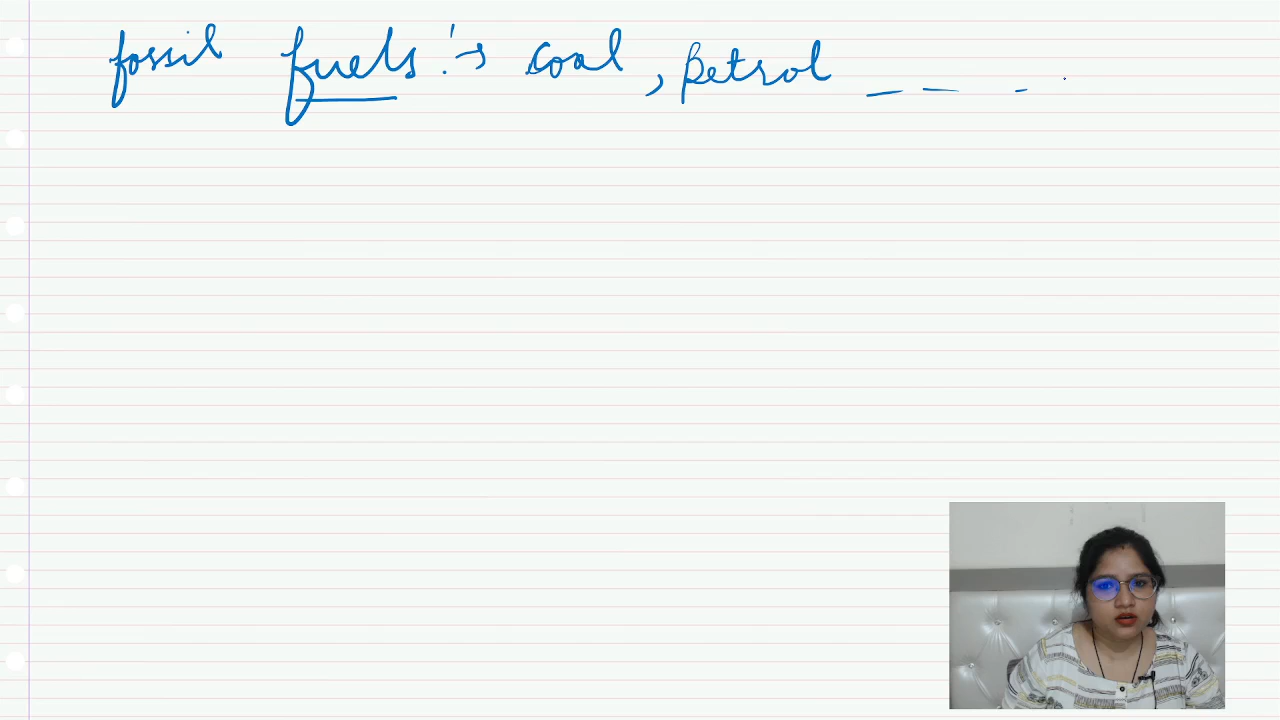 fossil fuels :→ coal, Petrol _ _ _